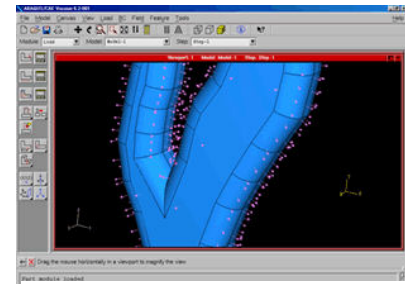 ABAQUS/CAE Version 6.2-001
File Model Canvas View Load BC Field Feature Tools Help
Module: Load Model: Model-1 Step: Step-1
Viewport: 1 Model: Model-1 Step: Step-1
Drag the mouse horizontally in a viewport to magnify the view
Part module loaded